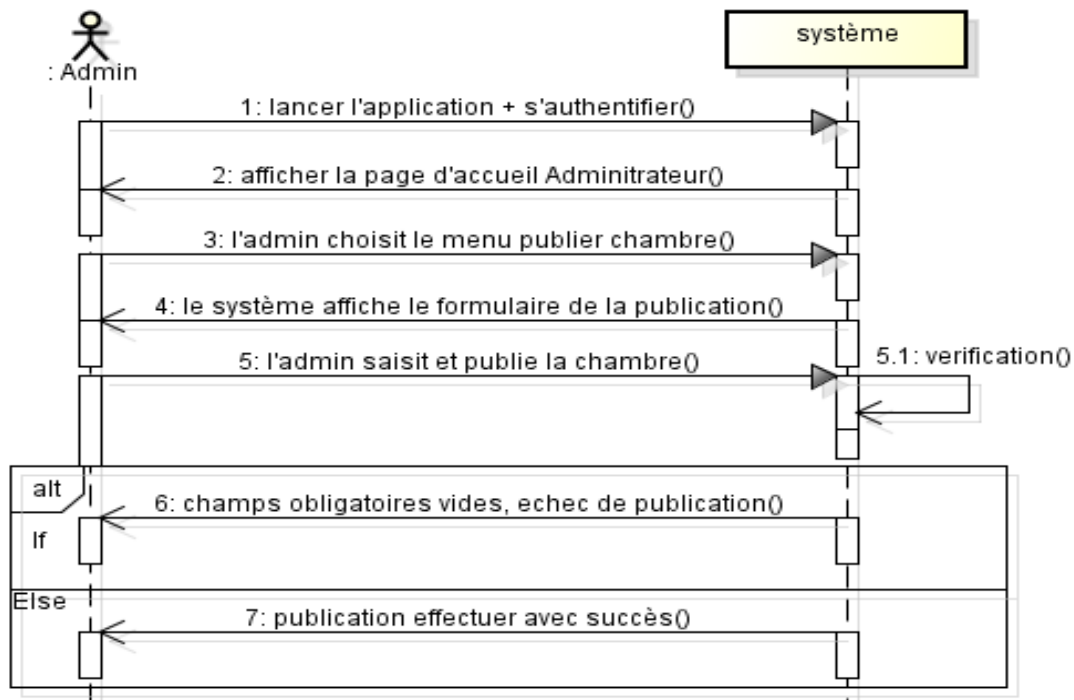 : Admin
système
1: lancer l'application + s'authentifier()
2: afficher la page d'accueil Adminitrateur()
3: l'admin choisit le menu publier chambre()
4: le système affiche le formulaire de la publication()
5: l'admin saisit et publie la chambre()
5.1: verification()
alt
6: champs obligatoires vides, echec de publication()
If
Else
7: publication effectuer avec succès()